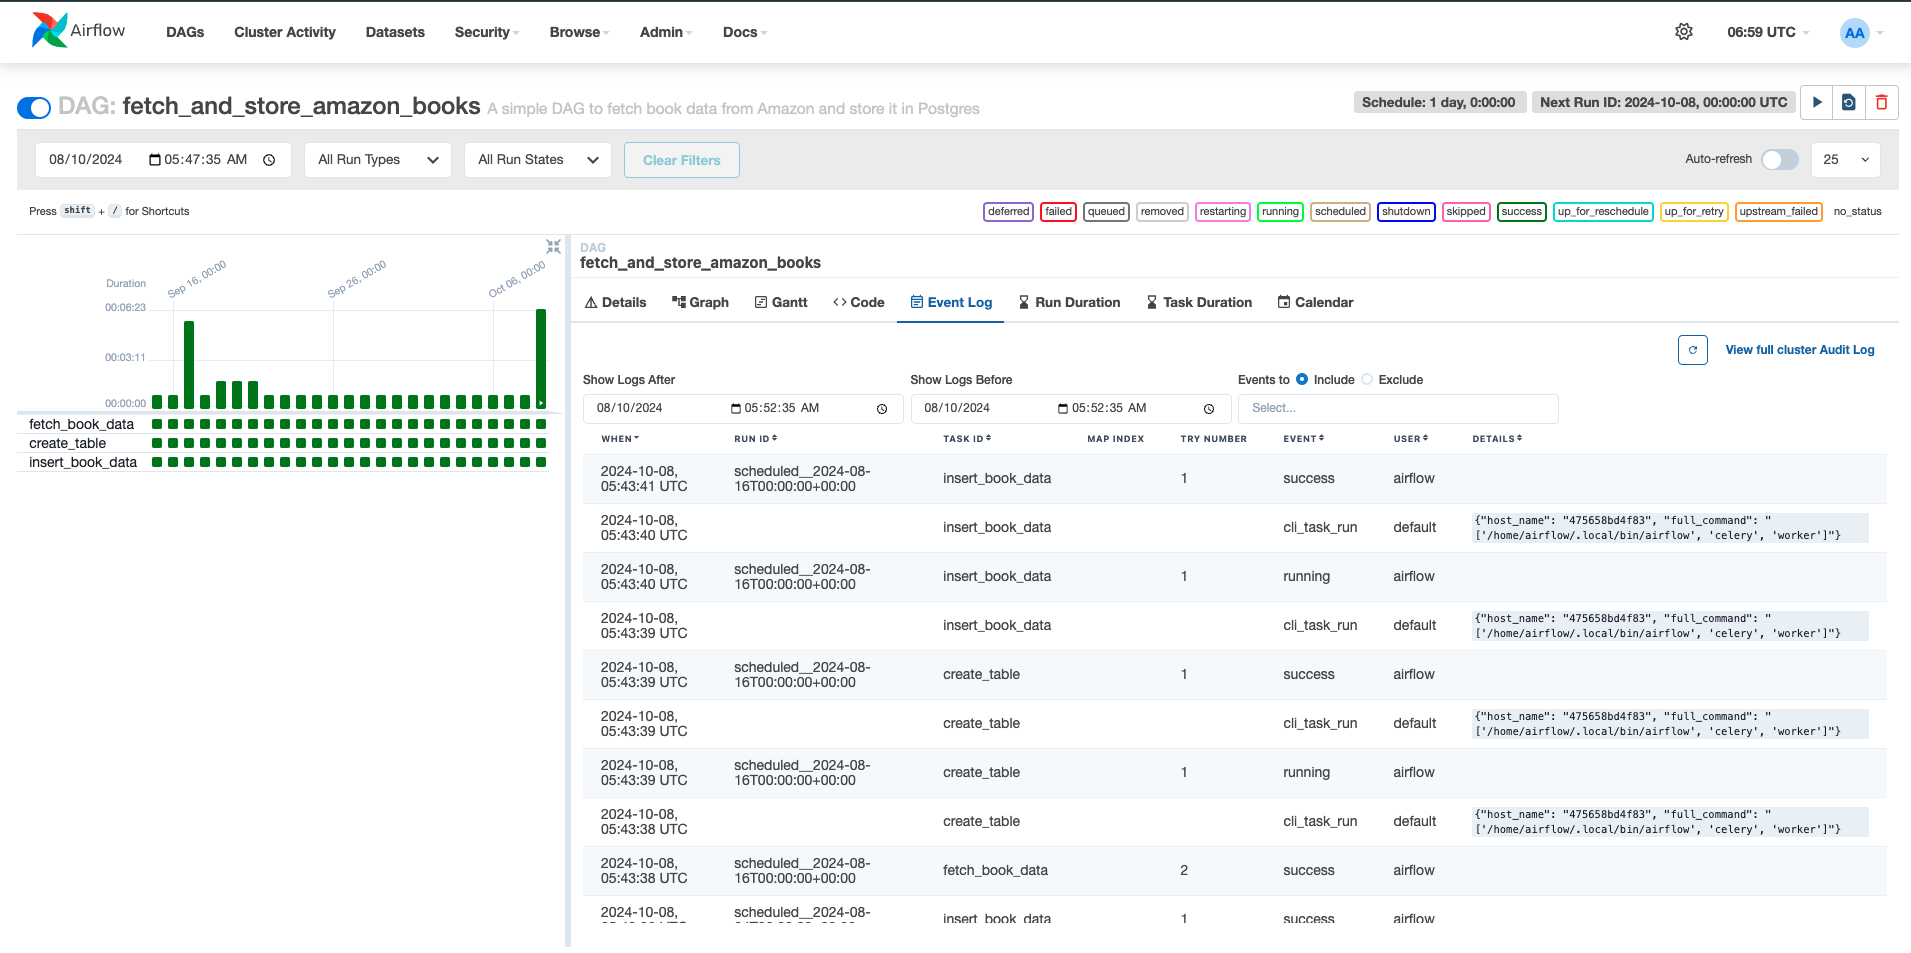 Airflow DAGs Cluster Activity Datasets Security Browse Admin Docs 06:59 UTC AA
DAG: fetch_and_store_amazon_books A simple DAG to fetch book data from Amazon and store it in Postgres Schedule: 1 day, 0:00:00 Next Run ID: 2024-10-08, 00:00:00 UTC
08/10/2024 05:47:35 AM All Run Types All Run States Clear Filters Auto-refresh 25
Press shift + / for Shortcuts deferred failed queued removed restarting running scheduled shutdown skipped success up_for_reschedule up_for_retry upstream_failed no_status
Duration
Sep 16, 00:00 Sep 26, 00:00 Oct 06, 00:00
00:06:23
00:03:11
00:00:00
fetch_book_data
create_table
insert_book_data
DAG
fetch_and_store_amazon_books
Details Graph Gantt Code Event Log Run Duration Task Duration Calendar
View full cluster Audit Log
Show Logs After Show Logs Before Events to Include Exclude
08/10/2024 05:52:35 AM 08/10/2024 05:52:35 AM Select...
WHEN RUN ID TASK ID MAP INDEX TRY NUMBER EVENT USER DETAILS
2024-10-08, scheduled__2024-08-
05:43:41 UTC 16T00:00:00+00:00 insert_book_data 1 success airflow
2024-10-08, {"host_name": "475658bd4f83", "full_command": "
05:43:40 UTC insert_book_data cli_task_run default ['/home/airflow/.local/bin/airflow', 'celery', 'worker']"}
2024-10-08, scheduled__2024-08-
05:43:40 UTC 16T00:00:00+00:00 insert_book_data 1 running airflow
2024-10-08, {"host_name": "475658bd4f83", "full_command": "
05:43:39 UTC insert_book_data cli_task_run default ['/home/airflow/.local/bin/airflow', 'celery', 'worker']"}
2024-10-08, scheduled__2024-08-
05:43:39 UTC 16T00:00:00+00:00 create_table 1 success airflow
2024-10-08, {"host_name": "475658bd4f83", "full_command": "
05:43:39 UTC create_table cli_task_run default ['/home/airflow/.local/bin/airflow', 'celery', 'worker']"}
2024-10-08, scheduled__2024-08-
05:43:39 UTC 16T00:00:00+00:00 create_table 1 running airflow
2024-10-08, {"host_name": "475658bd4f83", "full_command": "
05:43:38 UTC create_table cli_task_run default ['/home/airflow/.local/bin/airflow', 'celery', 'worker']"}
2024-10-08, scheduled__2024-08-
05:43:38 UTC 16T00:00:00+00:00 fetch_book_data 2 success airflow
2024-10-08, scheduled__2024-08-
insert_book_data 1 success airflow